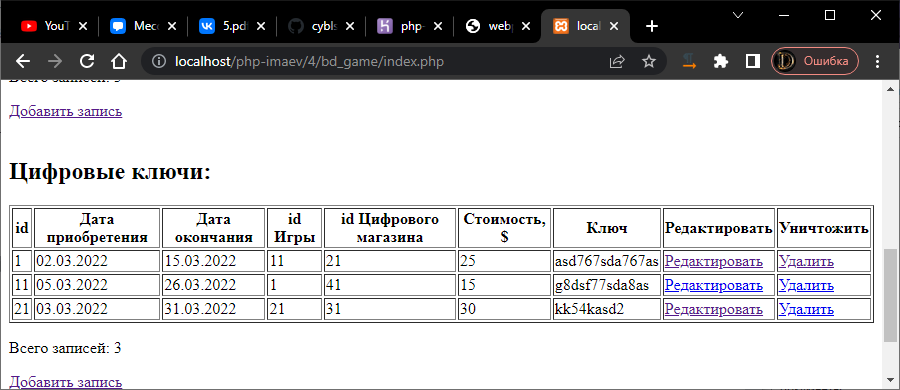 YouT
Месс
5.pdf
cybls
php-
webp
local
localhost/php-imaev/4/bd_game/index.php
Ошибка
Всего записей: 3
Добавить запись
Цифровые ключи:
id Дата приобретения Дата окончания id Игры id Цифрового магазина Стоимость, $ Ключ Редактировать Уничтожить
1 02.03.2022 15.03.2022 11 21 25 asd767sda767as Редактировать Удалить
11 05.03.2022 26.03.2022 1 41 15 g8dsf77sda8as Редактировать Удалить
21 03.03.2022 31.03.2022 21 31 30 kk54kasd2 Редактировать Удалить
Всего записей: 3
Добавить запись